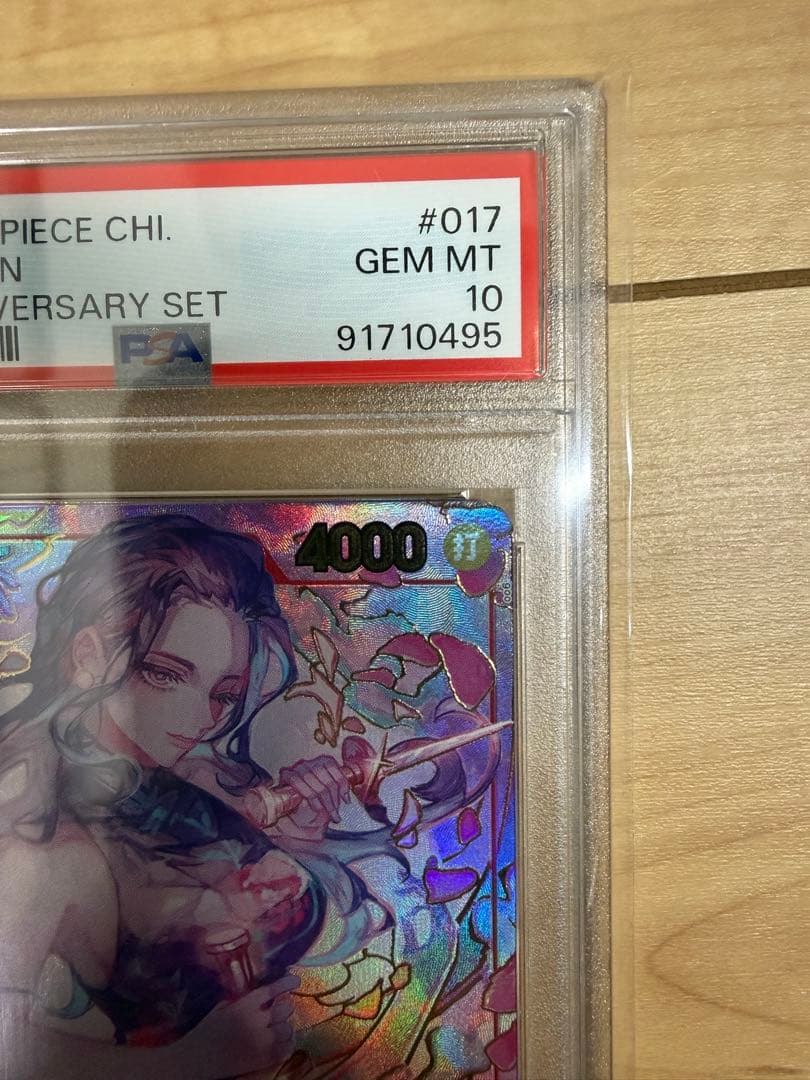 PIECE CHI. #017
N GEM MT
VERSARY SET 10
PSA 91710495
4000 打